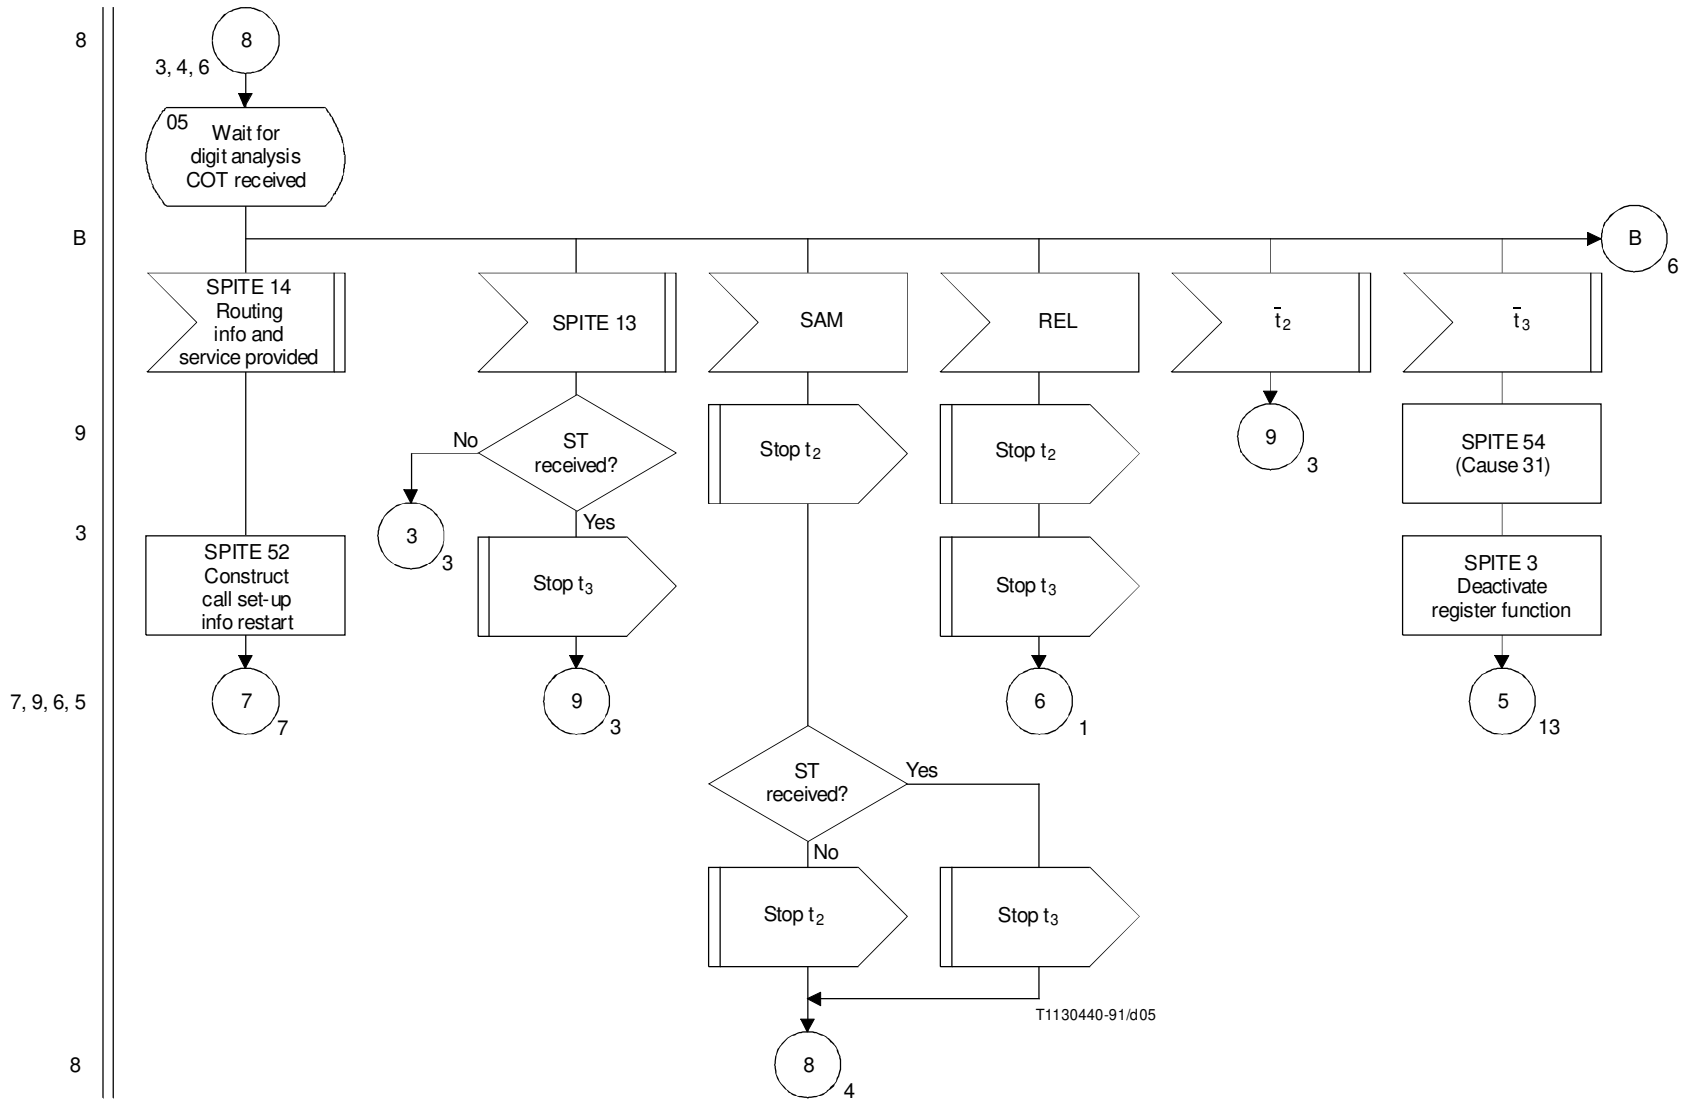 8
8
3, 4, 6
05
Wait for
digit analysis
COT received
B
B
6
SPITE 14
Routing
info and
service provided
SPITE 13
SAM
REL
t̄2
t̄3
9
No
ST
received?
Stop t2
Stop t2
9
3
SPITE 54
(Cause 31)
3
3
3
Yes
SPITE 52
Construct
call set-up
info restart
Stop t3
Stop t3
SPITE 3
Deactivate
register function
7, 9, 6, 5
7
7
9
3
6
1
5
13
ST
received?
Yes
No
Stop t2
Stop t3
T1130440-91/d05
8
8
4